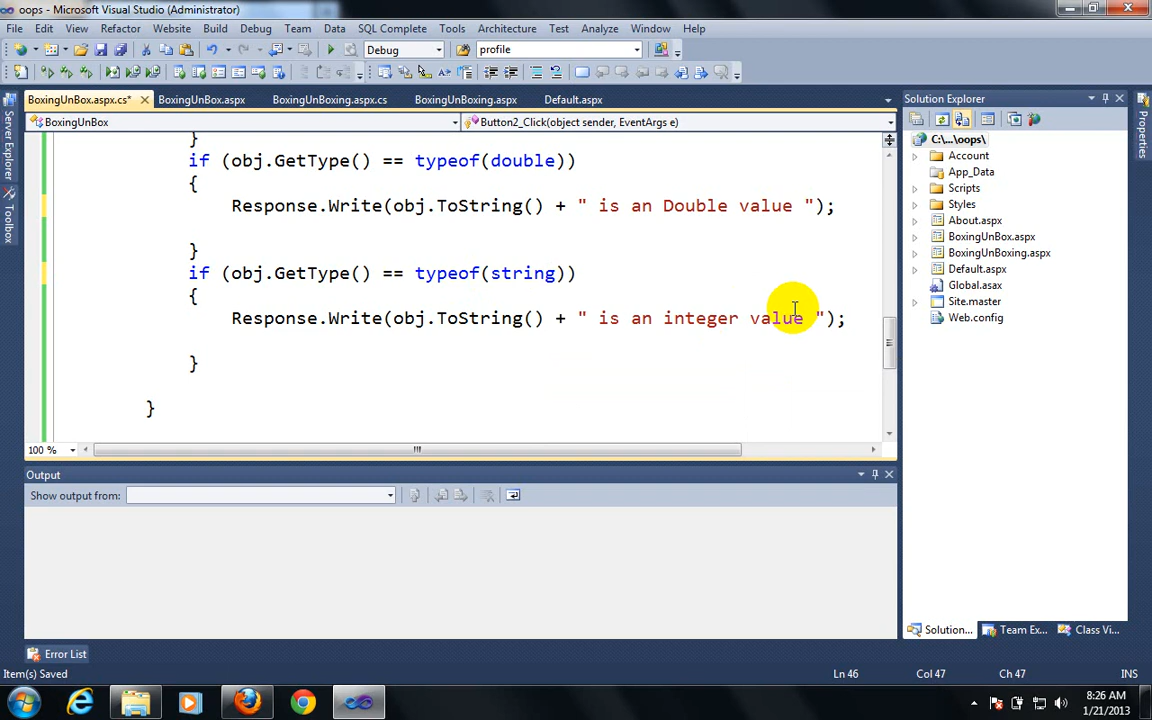 oops - Microsoft Visual Studio (Administrator)
File Edit View Refactor Website Build Debug Team Data SQL Complete Tools Architecture Test Analyze Window Help
Debug profile
BoxingUnBox.aspx.cs* BoxingUnBox.aspx BoxingUnBoxing.aspx.cs BoxingUnBoxing.aspx Default.aspx
BoxingUnBox Button2_Click(object sender, EventArgs e)
}
if (obj.GetType() == typeof(double))
{
Response.Write(obj.ToString() + " is an Double value ");
}
if (obj.GetType() == typeof(string))
{
Response.Write(obj.ToString() + " is an integer value ");
}
}
100 %
Output
Show output from:
Error List
Item(s) Saved
Ln 46 Col 47 Ch 47 INS
Server Explorer
Toolbox
Solution Explorer
C:\...\oops\
Account
App_Data
Scripts
Styles
About.aspx
BoxingUnBox.aspx
BoxingUnBoxing.aspx
Default.aspx
Global.asax
Site.master
Web.config
Solution... Team Ex... Class Vi...
Properties
8:26 AM
1/21/2013